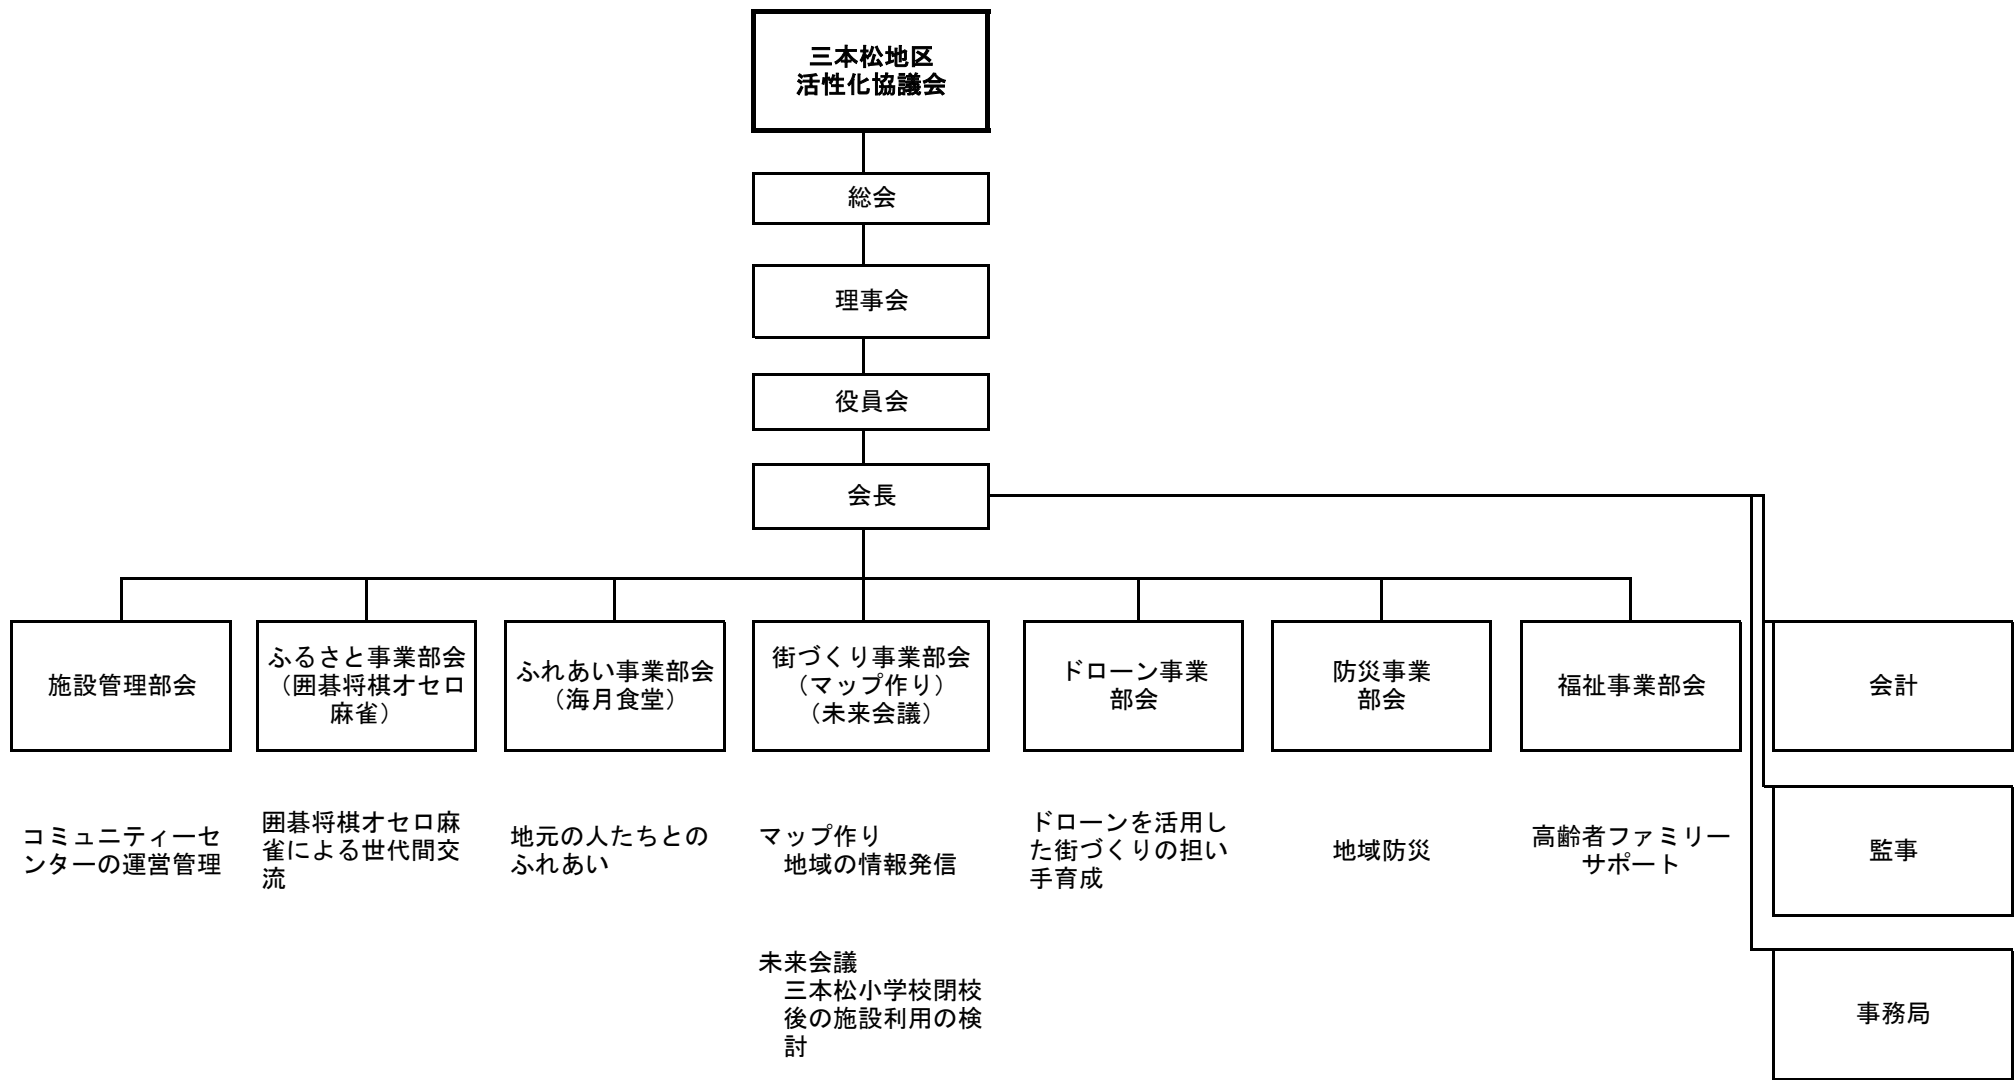 三本松地区
活性化協議会
総会
理事会
役員会
会長
施設管理部会
ふるさと事業部会
（囲碁将棋オセロ
麻雀）
ふれあい事業部会
（海月食堂）
街づくり事業部会
（マップ作り）
（未来会議）
ドローン事業
部会
防災事業
部会
福祉事業部会
会計
コミュニティーセ
ンターの運営管理
囲碁将棋オセロ麻
雀による世代間交
流
地元の人たちとの
ふれあい
マップ作り
地域の情報発信
ドローンを活用し
た街づくりの担い
手育成
地域防災
高齢者ファミリー
サポート
監事
未来会議
三本松小学校閉校
後の施設利用の検
討
事務局